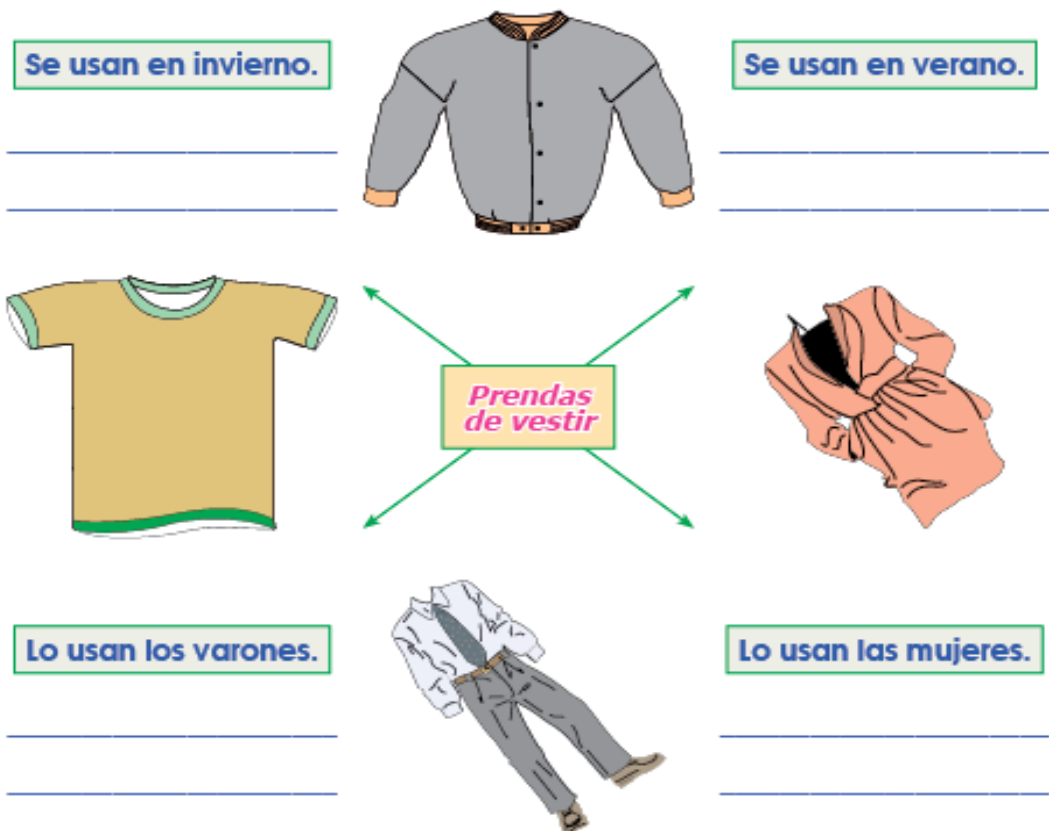 Se usan en invierno.
Se usan en verano.
Prendas
de vestir
Lo usan los varones.
Lo usan las mujeres.